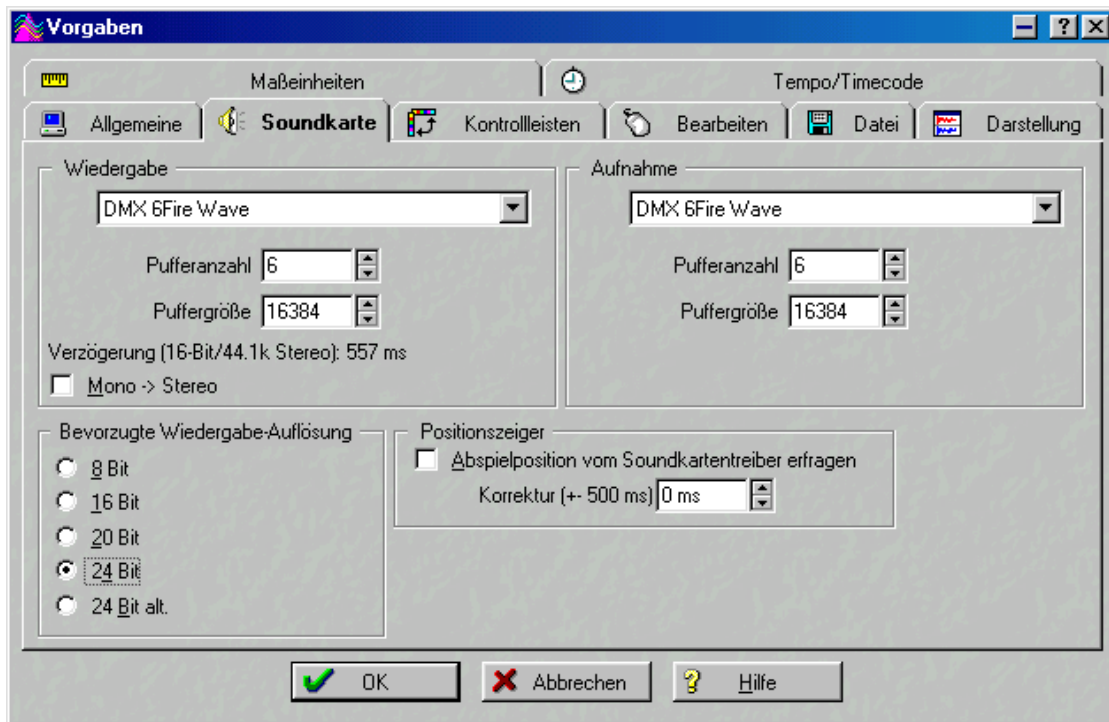 Vorgaben
Maßeinheiten
Tempo/Timecode
Allgemeine
Soundkarte
Kontrollleisten
Bearbeiten
Datei
Darstellung
Wiedergabe
DMX 6Fire Wave
Pufferanzahl 6
Puffergröße 16384
Verzögerung (16-Bit/44.1k Stereo): 557 ms
Mono -> Stereo
Aufnahme
DMX 6Fire Wave
Pufferanzahl 6
Puffergröße 16384
Bevorzugte Wiedergabe-Auflösung
8 Bit
16 Bit
20 Bit
24 Bit
24 Bit alt.
Positionszeiger
Abspielposition vom Soundkartentreiber erfragen
Korrektur (+- 500 ms) 0 ms
OK
Abbrechen
Hilfe